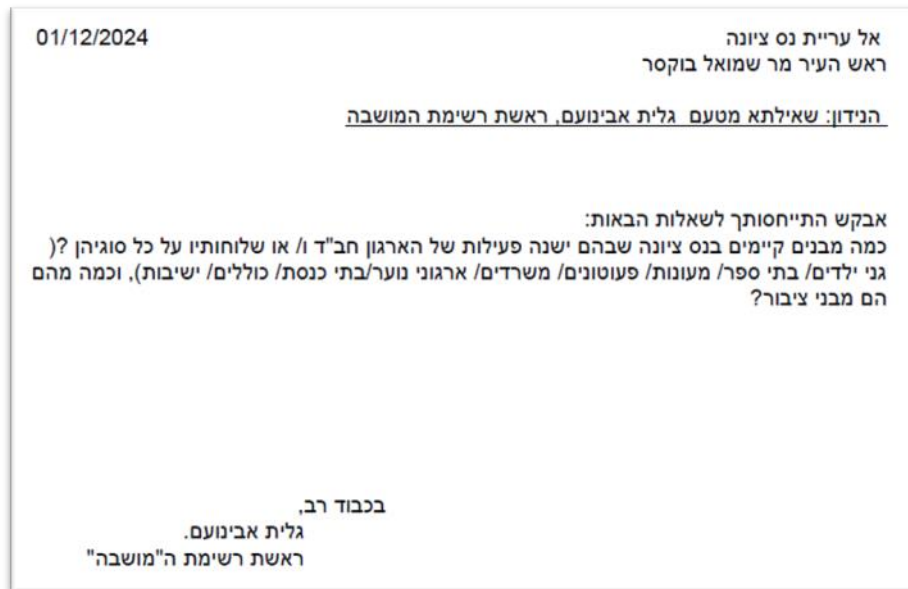 01/12/2024
אל עריית נס ציונה
ראש העיר מר שמואל בוקסר
הנידון: שאילתא מטעם גלית אבינועם, ראשת רשימת המושבה
אבקש התייחסותך לשאלות הבאות:
כמה מבנים קיימים בנס ציונה שבהם ישנה פעילות של הארגון חב"ד ו/ או שלוחותיו על כל סוגיהן ?(
גני ילדים/ בתי ספר/ מעונות/ פעוטונים/ משרדים/ ארגוני נוער/בתי כנסת/ כוללים/ ישיבות), וכמה מהם
הם מבני ציבור?
בכבוד רב,
גלית אבינועם.
ראשת רשימת ה"מושבה"